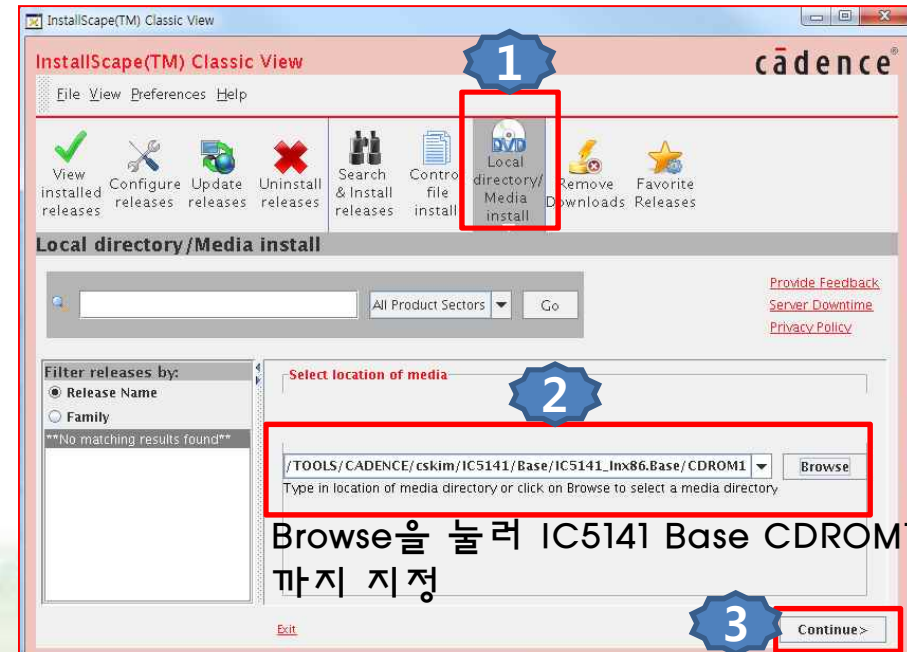 InstallScape(TM) Classic View
InstallScape(TM) Classic View
cādence®
File View Preferences Help
View installed releases
Configure releases
Update releases
Uninstall releases
Search & Install releases
Contro file install
Local directory/ Media install
Remove Downloads
Favorite Releases
1
Local directory/Media install
All Product Sectors
Go
Provide Feedback
Server Downtime
Privacy Policy
Filter releases by:
Release Name
Family
**No matching results found**
Select location of media
2
/TOOLS/CADENCE/cskim/IC5141/Base/IC5141_lnx86.Base/CDROM1
Browse
Type in location of media directory or click on Browse to select a media directory
Browse을 눌러 IC5141 Base CDROM1
까지 지정
Exit
3
Continue>